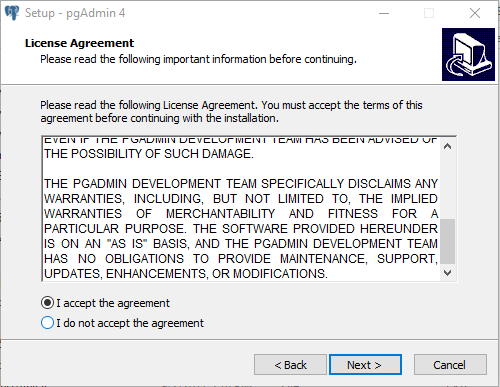 Setup - pgAdmin 4
License Agreement
Please read the following important information before continuing.
Please read the following License Agreement. You must accept the terms of this
agreement before continuing with the installation.
EVEN IF THE PGADMIN DEVELOPMENT TEAM HAS BEEN ADVISED OF
THE POSSIBILITY OF SUCH DAMAGE.
THE PGADMIN DEVELOPMENT TEAM SPECIFICALLY DISCLAIMS ANY
WARRANTIES, INCLUDING, BUT NOT LIMITED TO, THE IMPLIED
WARRANTIES OF MERCHANTABILITY AND FITNESS FOR A
PARTICULAR PURPOSE. THE SOFTWARE PROVIDED HEREUNDER
IS ON AN "AS IS" BASIS, AND THE PGADMIN DEVELOPMENT TEAM
HAS NO OBLIGATIONS TO PROVIDE MAINTENANCE, SUPPORT,
UPDATES, ENHANCEMENTS, OR MODIFICATIONS.
I accept the agreement
I do not accept the agreement
< Back
Next >
Cancel